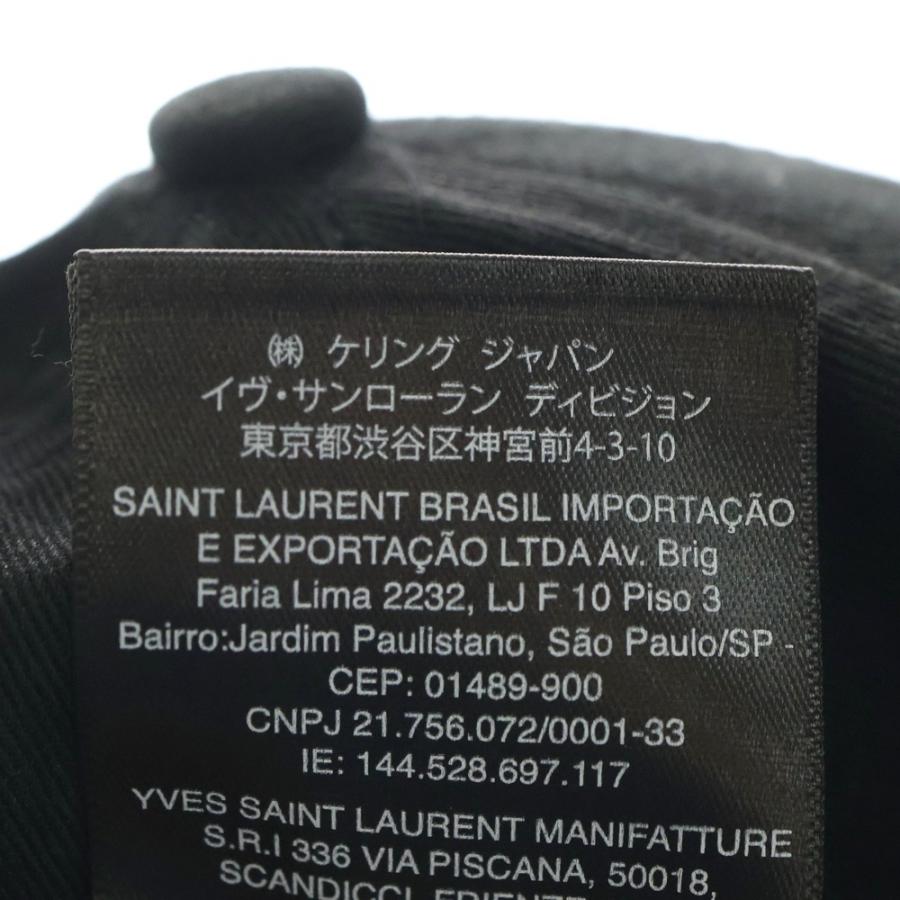 ㈱ ケリング ジャパン
イヴ・サンローラン ディビジョン
東京都渋谷区神宮前4-3-10
SAINT LAURENT BRASIL IMPORTAÇÃO
E EXPORTAÇÃO LTDA Av. Brig
Faria Lima 2232, LJ F 10 Piso 3
Bairro:Jardim Paulistano, São Paulo/SP -
CEP: 01489-900
CNPJ 21.756.072/0001-33
IE: 144.528.697.117
YVES SAINT LAURENT MANIFATTURE
S.R.I 336 VIA PISCANA, 50018,
SCANDICCI, FIRENZE